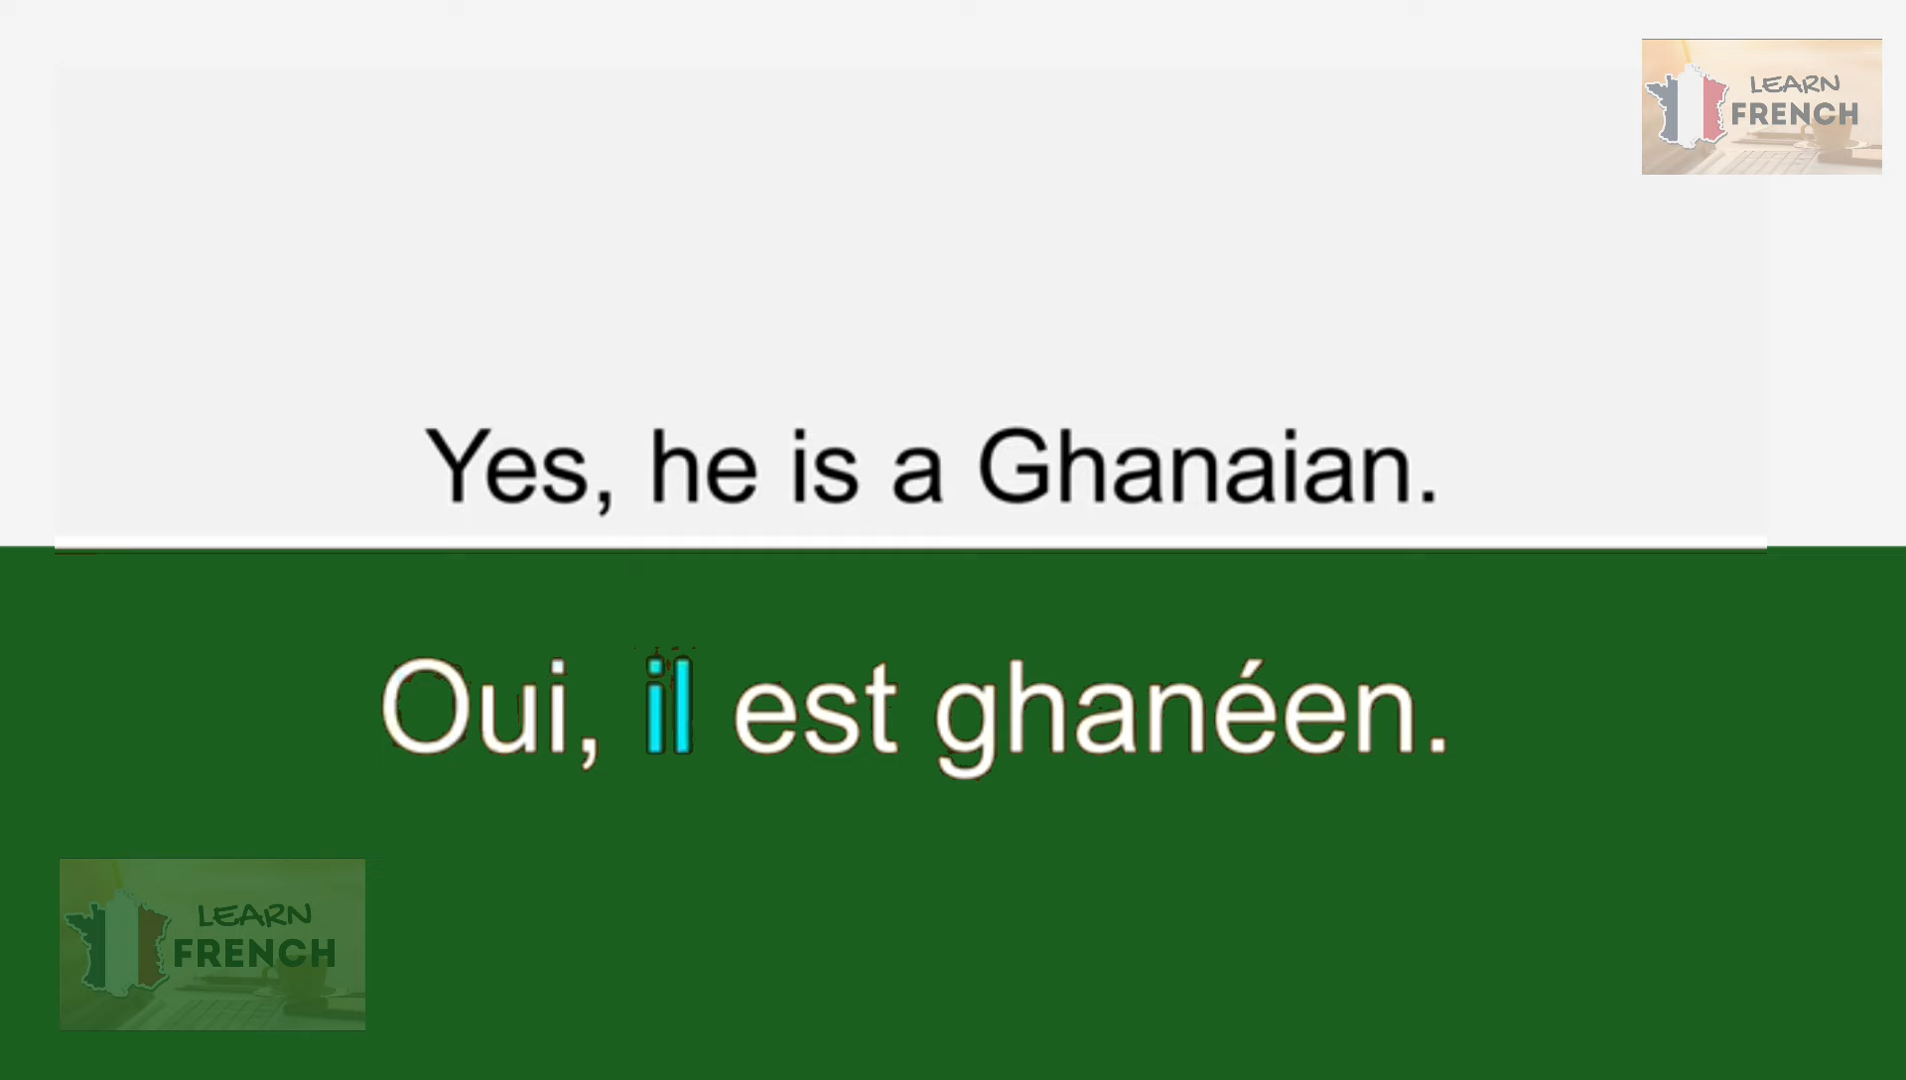 LEARN
FRENCH
Yes, he is a Ghanaian.
Oui, il est ghanéen.
LEARN
FRENCH